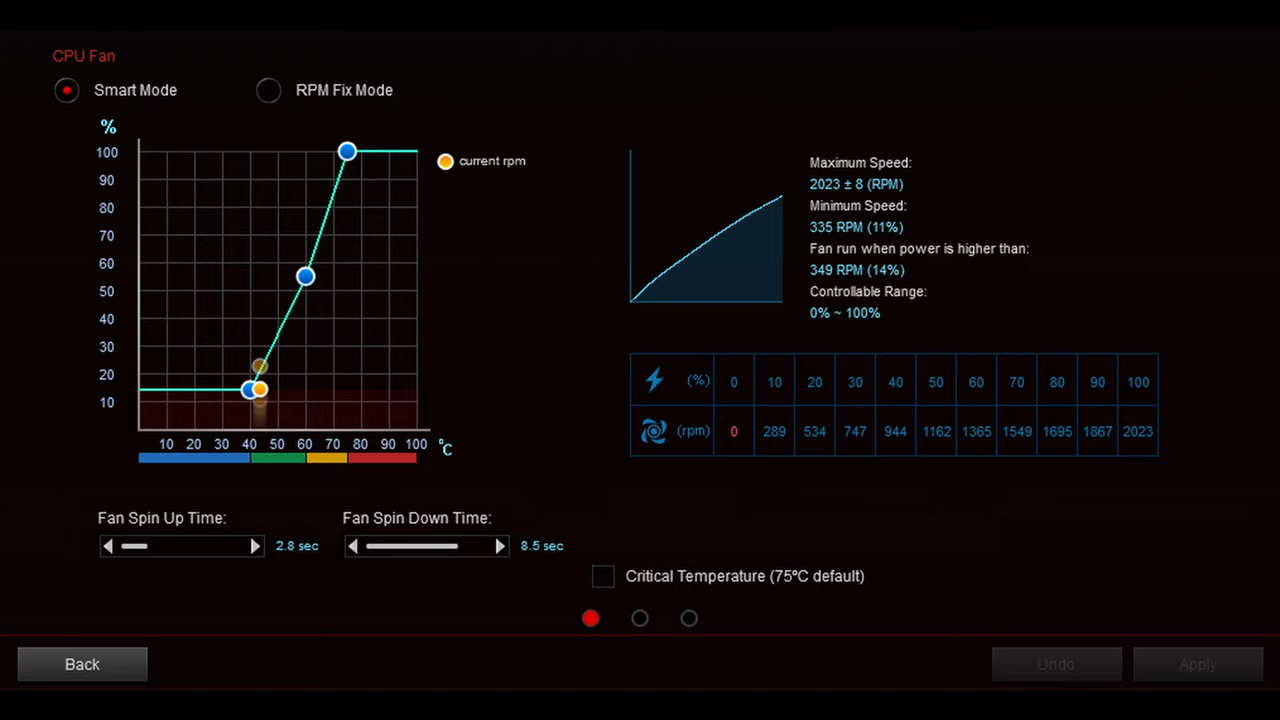 CPU Fan
Smart Mode RPM Fix Mode
%
100
90
80
70
60
50
40
30
20
10
10 20 30 40 50 60 70 80 90 100 °C
current rpm
Maximum Speed:
2023 ± 8 (RPM)
Minimum Speed:
335 RPM (11%)
Fan run when power is higher than:
349 RPM (14%)
Controllable Range:
0% ~ 100%
(%) 0 10 20 30 40 50 60 70 80 90 100
(rpm) 0 289 534 747 944 1162 1365 1549 1695 1867 2023
Fan Spin Up Time: Fan Spin Down Time:
2.8 sec 8.5 sec
Critical Temperature (75ºC default)
Back Undo Apply